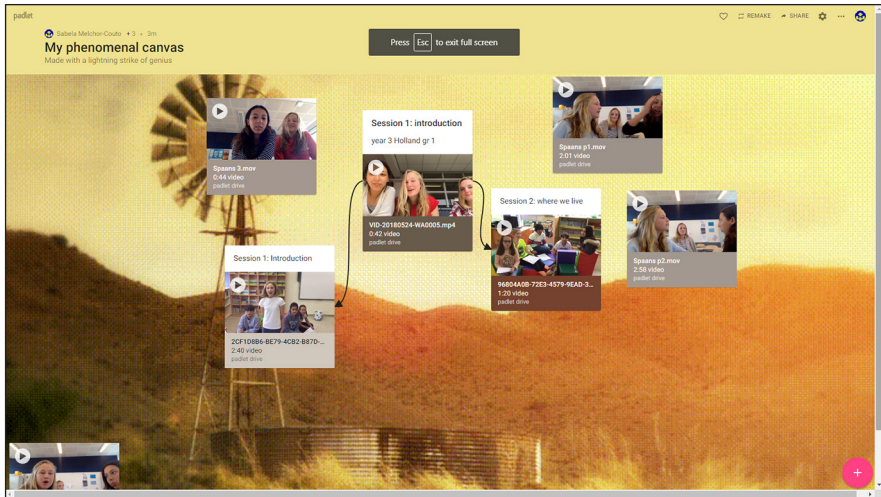 padlet
REMAKE
SHARE
Sabela Melchor-Couto + 3 • 3m
My phenomenal canvas
Made with a lightning strike of genius
Press Esc to exit full screen
Spaans 3.mov
0:44 video
padlet drive
Session 1: introduction
year 3 Holland gr 1
VID-20180524-WA0005.mp4
0:42 video
padlet drive
Spaans p1.mov
2:01 video
padlet drive
Session 2: where we live
96804A0B-72E3-4579-9EAD-3...
1:20 video
padlet drive
Spaans p2.mov
2:58 video
padlet drive
Session 1: Introduction
2CF1D8B6-BE79-4CB2-B87D-...
2:40 video
padlet drive